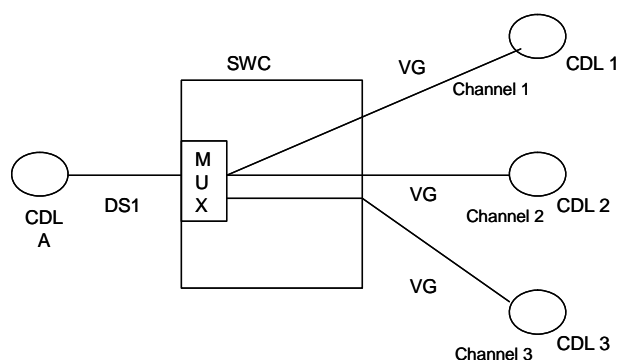 SWC
VG
CDL 1
Channel 1
M
U
X
CDL
A
DS1
VG
Channel 2
CDL 2
VG
Channel 3
CDL 3